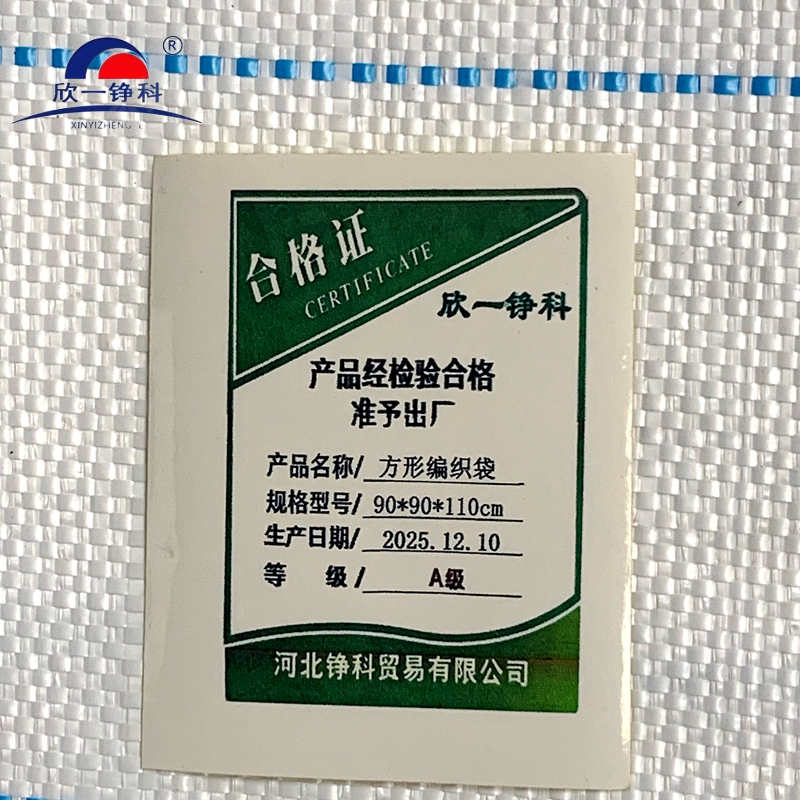 ®
欣一铮科
XINYIZHENG
合格证
CERTIFICATE
欣一铮科
产品经检验合格
准予出厂
产品名称/ 方形编织袋
规格型号/ 90*90*110cm
生产日期/ 2025.12.10
等 级/ A级
河北铮科贸易有限公司